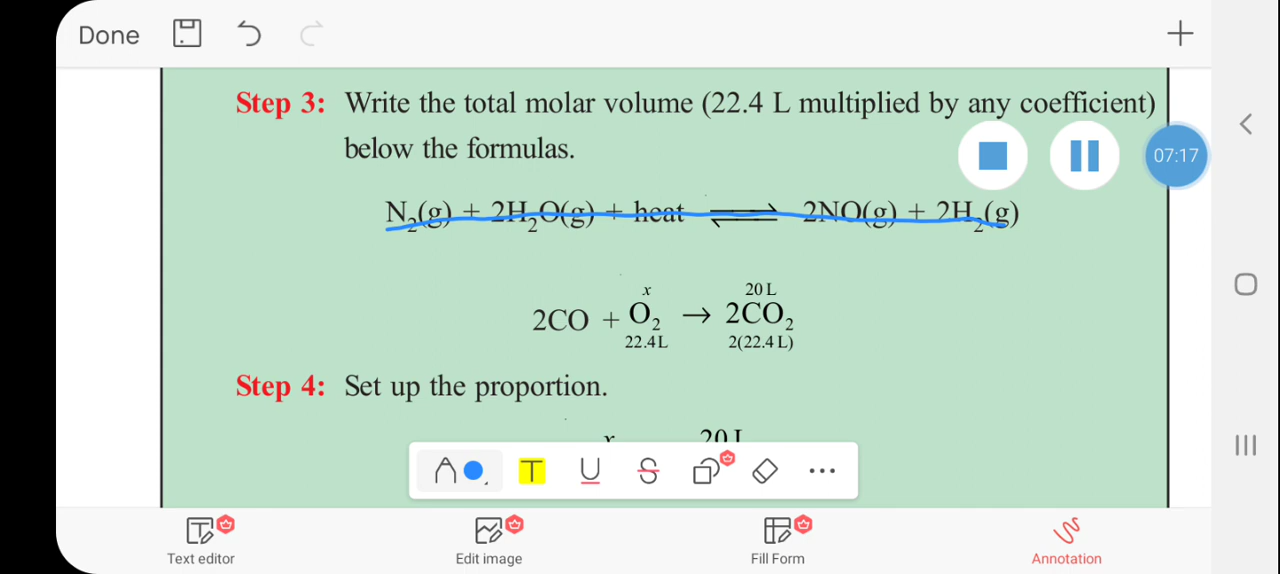 Done
Step 3: Write the total molar volume (22.4 L multiplied by any coefficient)
below the formulas.
07:17
N₂(g) + 2H₂O(g) + heat ⇌ 2NO(g) + 2H₂(g)
x 20 L
2CO + O₂ → 2CO₂
22.4 L 2(22.4 L)
Step 4: Set up the proportion.
x 20 L
T U S
Text editor Edit image Fill Form Annotation